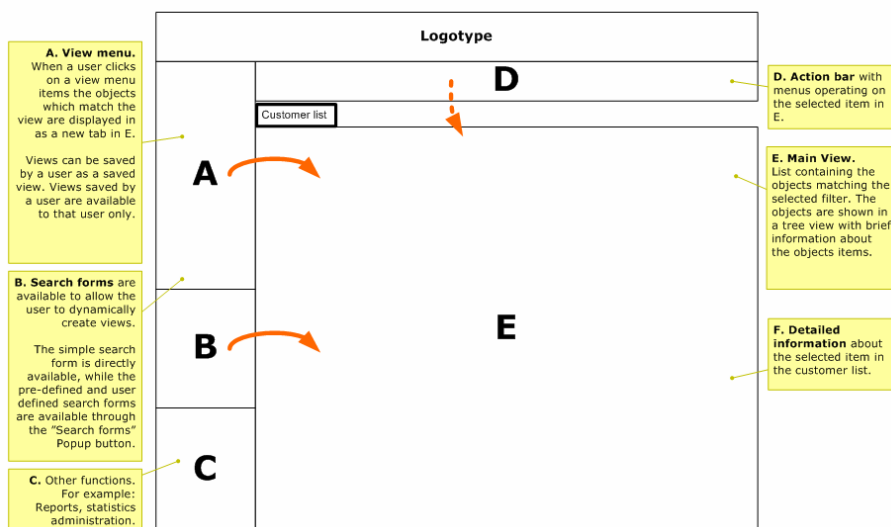 Logotype
A. View menu.
When a user clicks
on a view menu
items the objects
which match the
view are displayed in
as a new tab in E.
Views can be saved
by a user as a saved
view. Views saved by
a user are available
to that user only.
D
D. Action bar with
menus operating on
the selected item in
E.
Customer list
A
E. Main View.
List containing the
objects matching the
selected filter. The
objects are shown in
a tree view with brief
information about
the objects items.
B. Search forms are
available to allow the
user to dynamically
create views.
The simple search
form is directly
available, while the
pre-defined and user
defined search forms
are available through
the "Search forms"
Popup button.
B
E
F. Detailed
information about
the selected item in
the customer list.
C
C. Other functions.
For example:
Reports, statistics
administration.